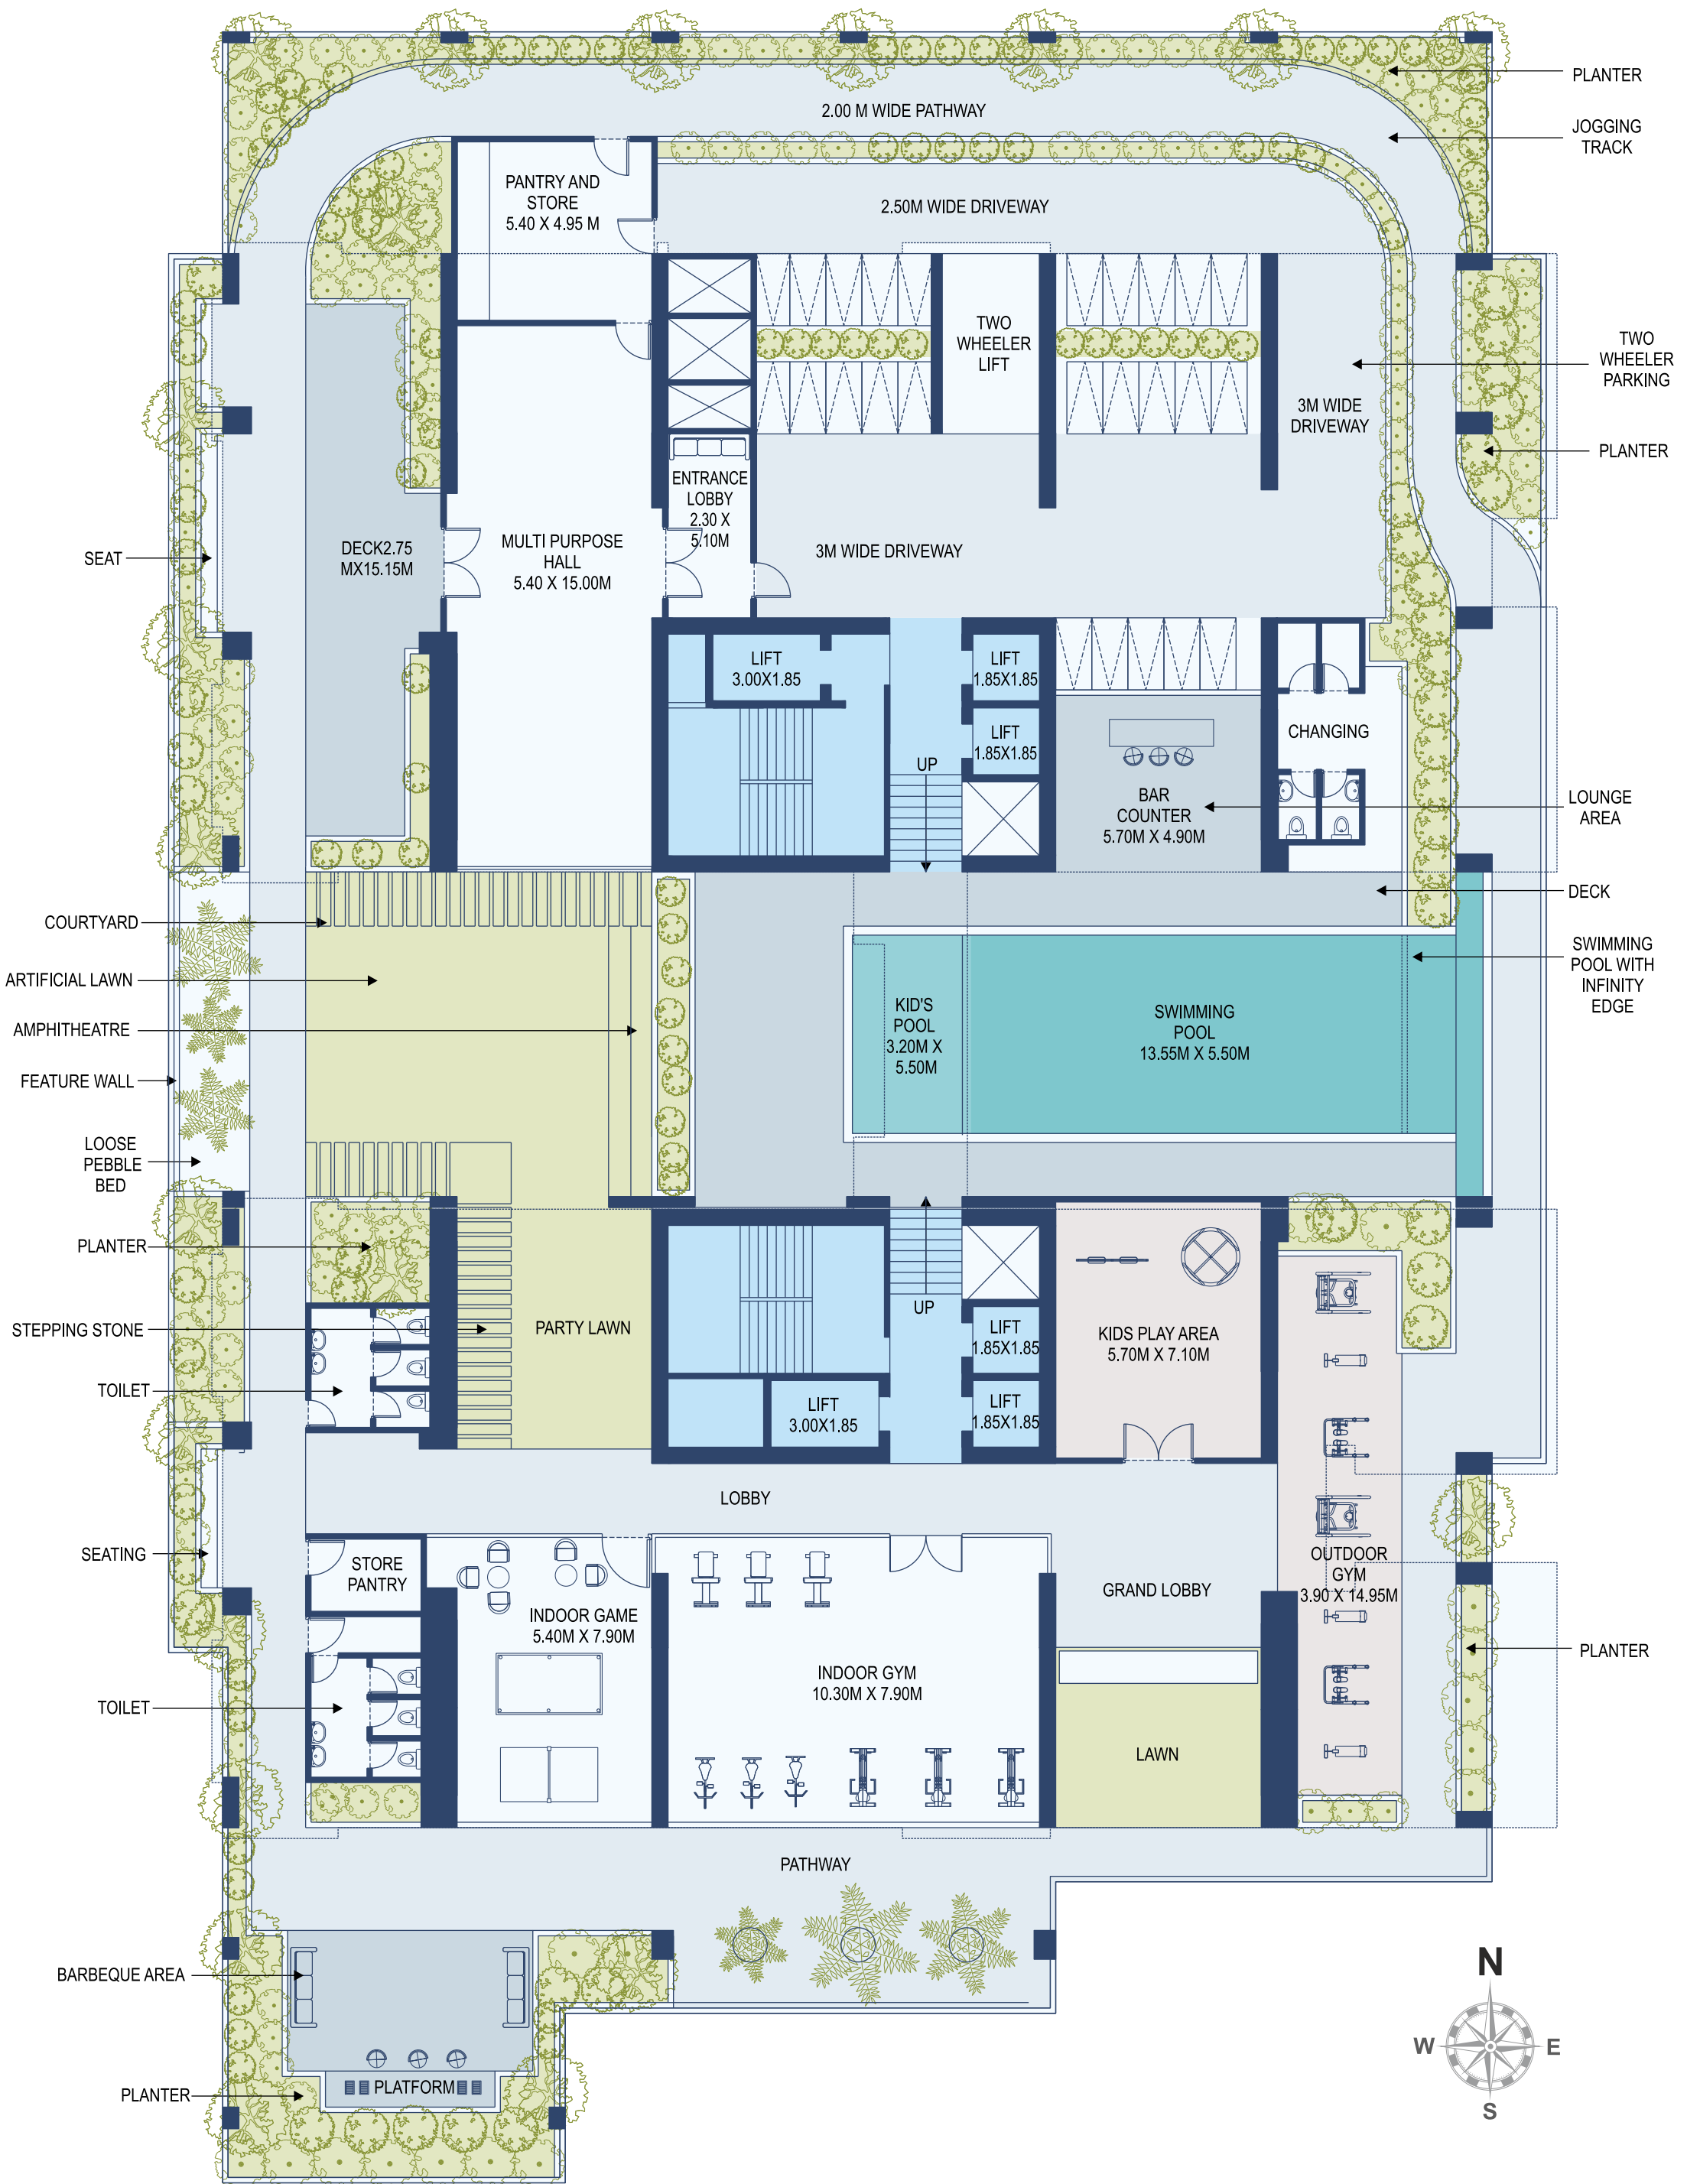 PLANTER
2.00 M WIDE PATHWAY
JOGGING
TRACK
PANTRY AND
STORE
5.40 X 4.95 M
2.50M WIDE DRIVEWAY
TWO
WHEELER
LIFT
TWO
WHEELER
PARKING
3M WIDE
DRIVEWAY
PLANTER
ENTRANCE
LOBBY
2.30 X
5.10M
SEAT
DECK2.75
MX15.15M
MULTI PURPOSE
HALL
5.40 X 15.00M
3M WIDE DRIVEWAY
LIFT
3.00X1.85
LIFT
1.85X1.85
LIFT
1.85X1.85
UP
CHANGING
BAR
COUNTER
5.70M X 4.90M
LOUNGE
AREA
DECK
COURTYARD
ARTIFICIAL LAWN
AMPHITHEATRE
FEATURE WALL
LOOSE
PEBBLE
BED
KID'S
POOL
3.20M X
5.50M
SWIMMING
POOL
13.55M X 5.50M
SWIMMING
POOL WITH
INFINITY
EDGE
PLANTER
STEPPING STONE
TOILET
PARTY LAWN
UP
LIFT
1.85X1.85
LIFT
3.00X1.85
LIFT
1.85X1.85
KIDS PLAY AREA
5.70M X 7.10M
LOBBY
SEATING
STORE
PANTRY
INDOOR GAME
5.40M X 7.90M
GRAND LOBBY
OUTDOOR
GYM
3.90 X 14.95M
PLANTER
INDOOR GYM
10.30M X 7.90M
TOILET
LAWN
PATHWAY
BARBEQUE AREA
PLATFORM
PLANTER
N
W
E
S